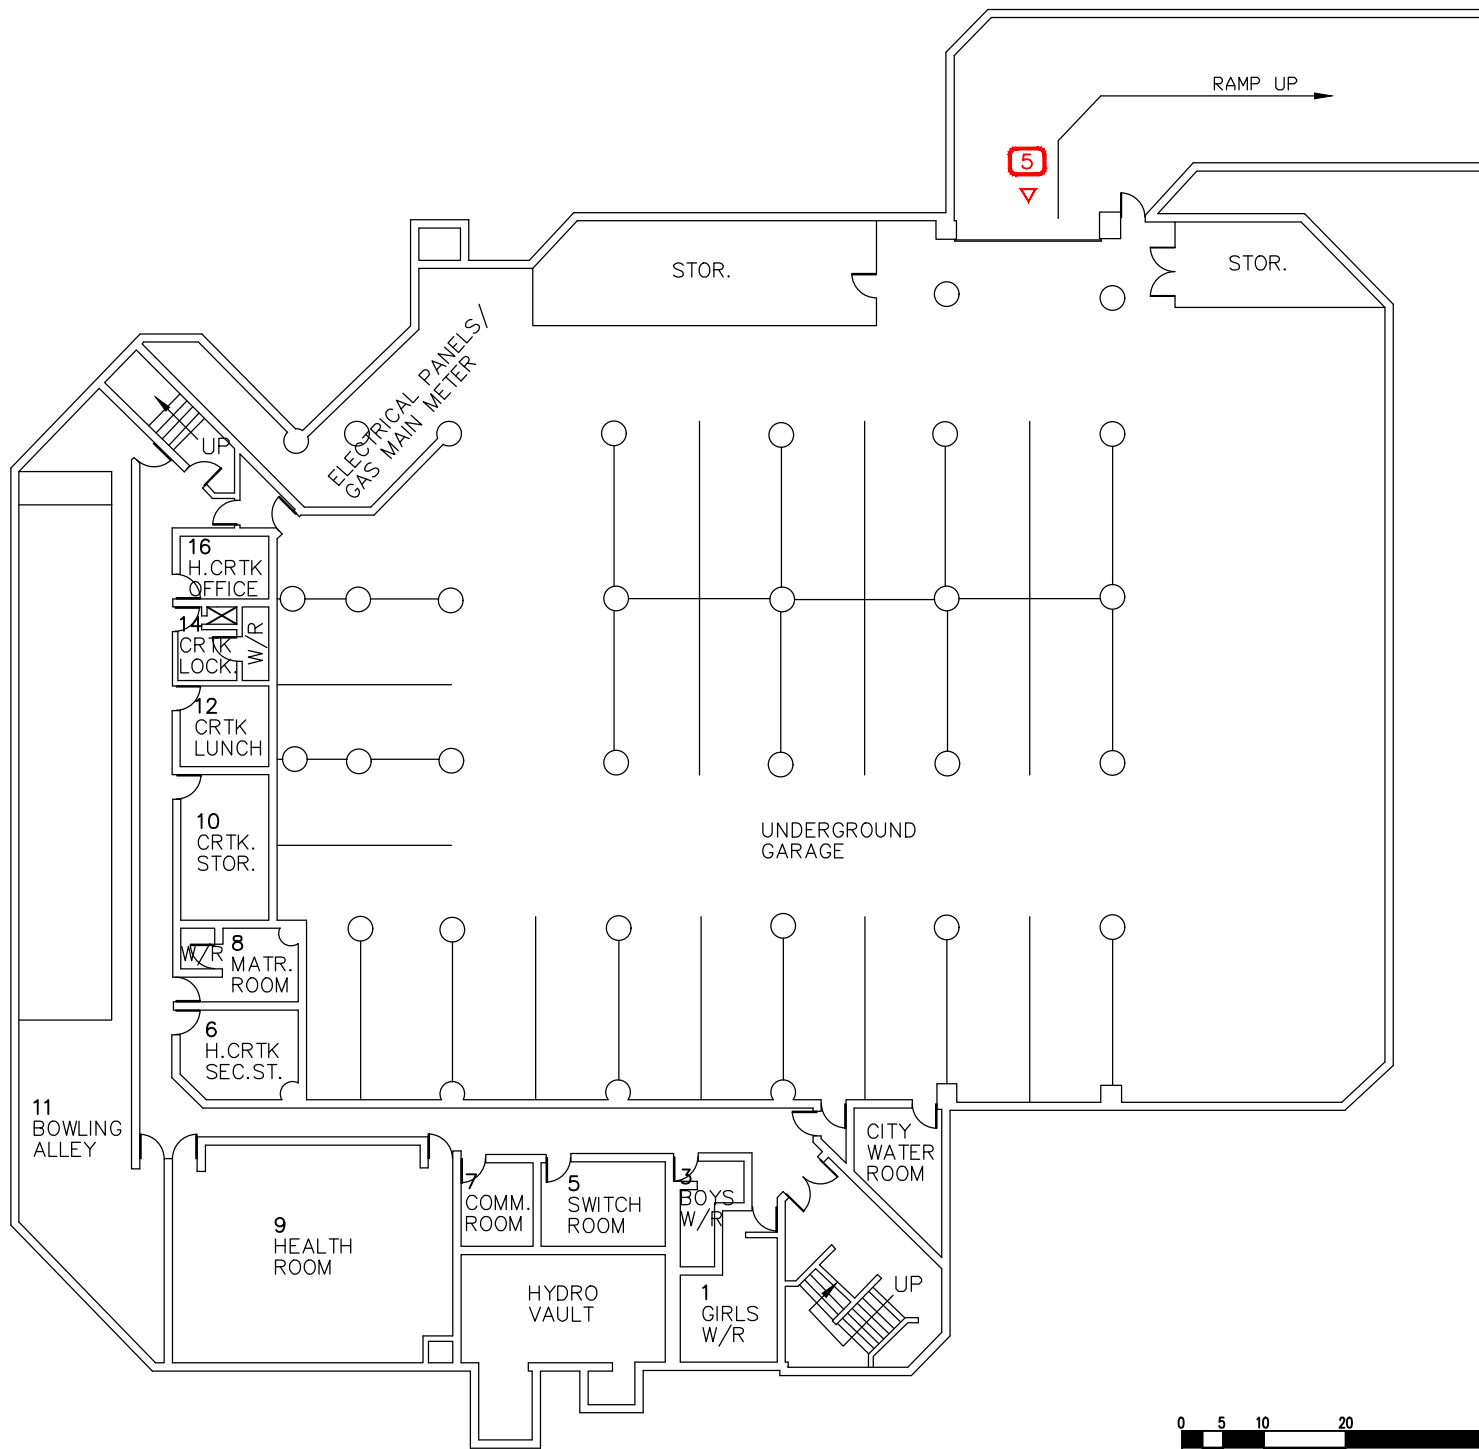 RAMP UP
5
STOR.
STOR.
ELECTRICAL PANELS/
GAS MAIN METER
UP
16
H.CRTK
OFFICE
14
CRTK
LOCK.
W/R
12
CRTK
LUNCH
10
CRTK.
STOR.
UNDERGROUND
GARAGE
W/R
8
MATR.
ROOM
6
H.CRTK
SEC.ST.
11
BOWLING
ALLEY
CITY
WATER
ROOM
7
COMM.
ROOM
5
SWITCH
ROOM
3
BOYS
W/R
9
HEALTH
ROOM
HYDRO
VAULT
1
GIRLS
W/R
UP
0 5 10 20